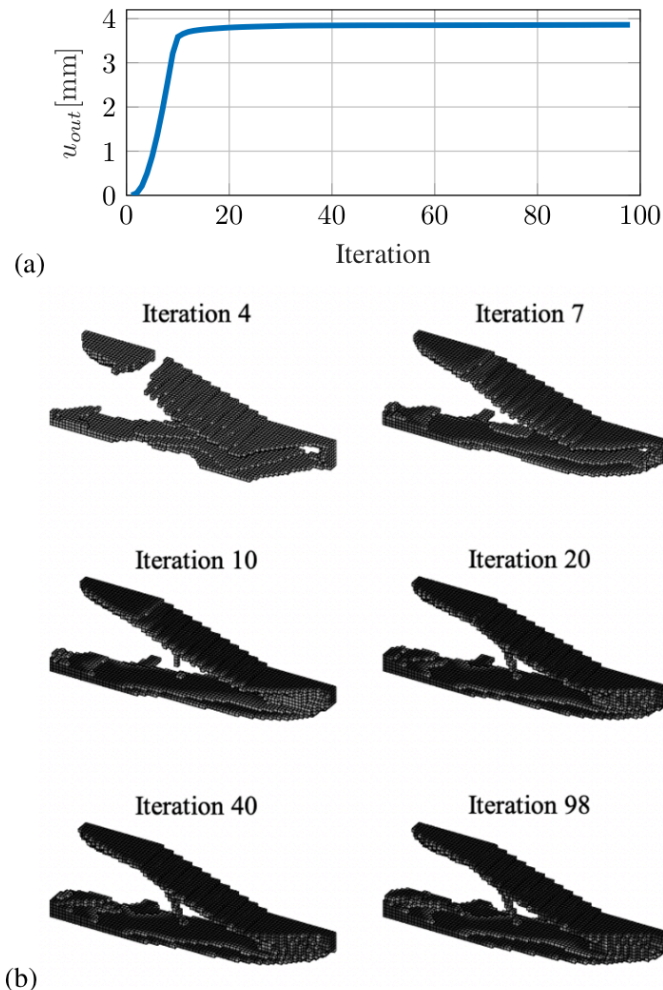 4
3
2
1
0
u_out [mm]
0 20 40 60 80 100
Iteration
(a)
Iteration 4 Iteration 7
Iteration 10 Iteration 20
Iteration 40 Iteration 98
(b)